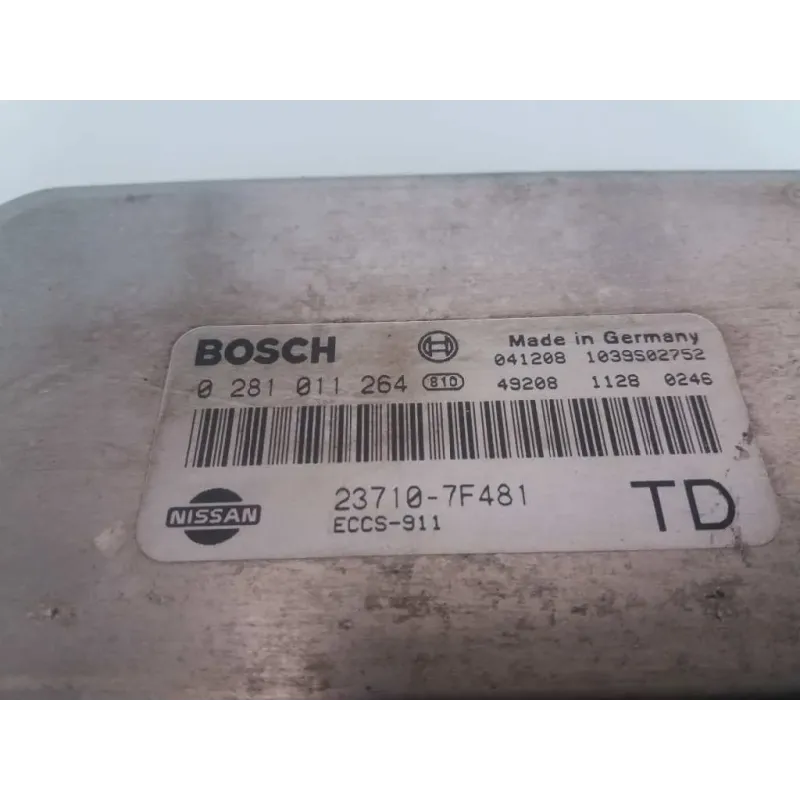 BOSCH
Made in Germany
041208 1039S02752
0 281 011 264 810 49208 1128 0246
NISSAN
23710-7F481
ECCS-911
TD